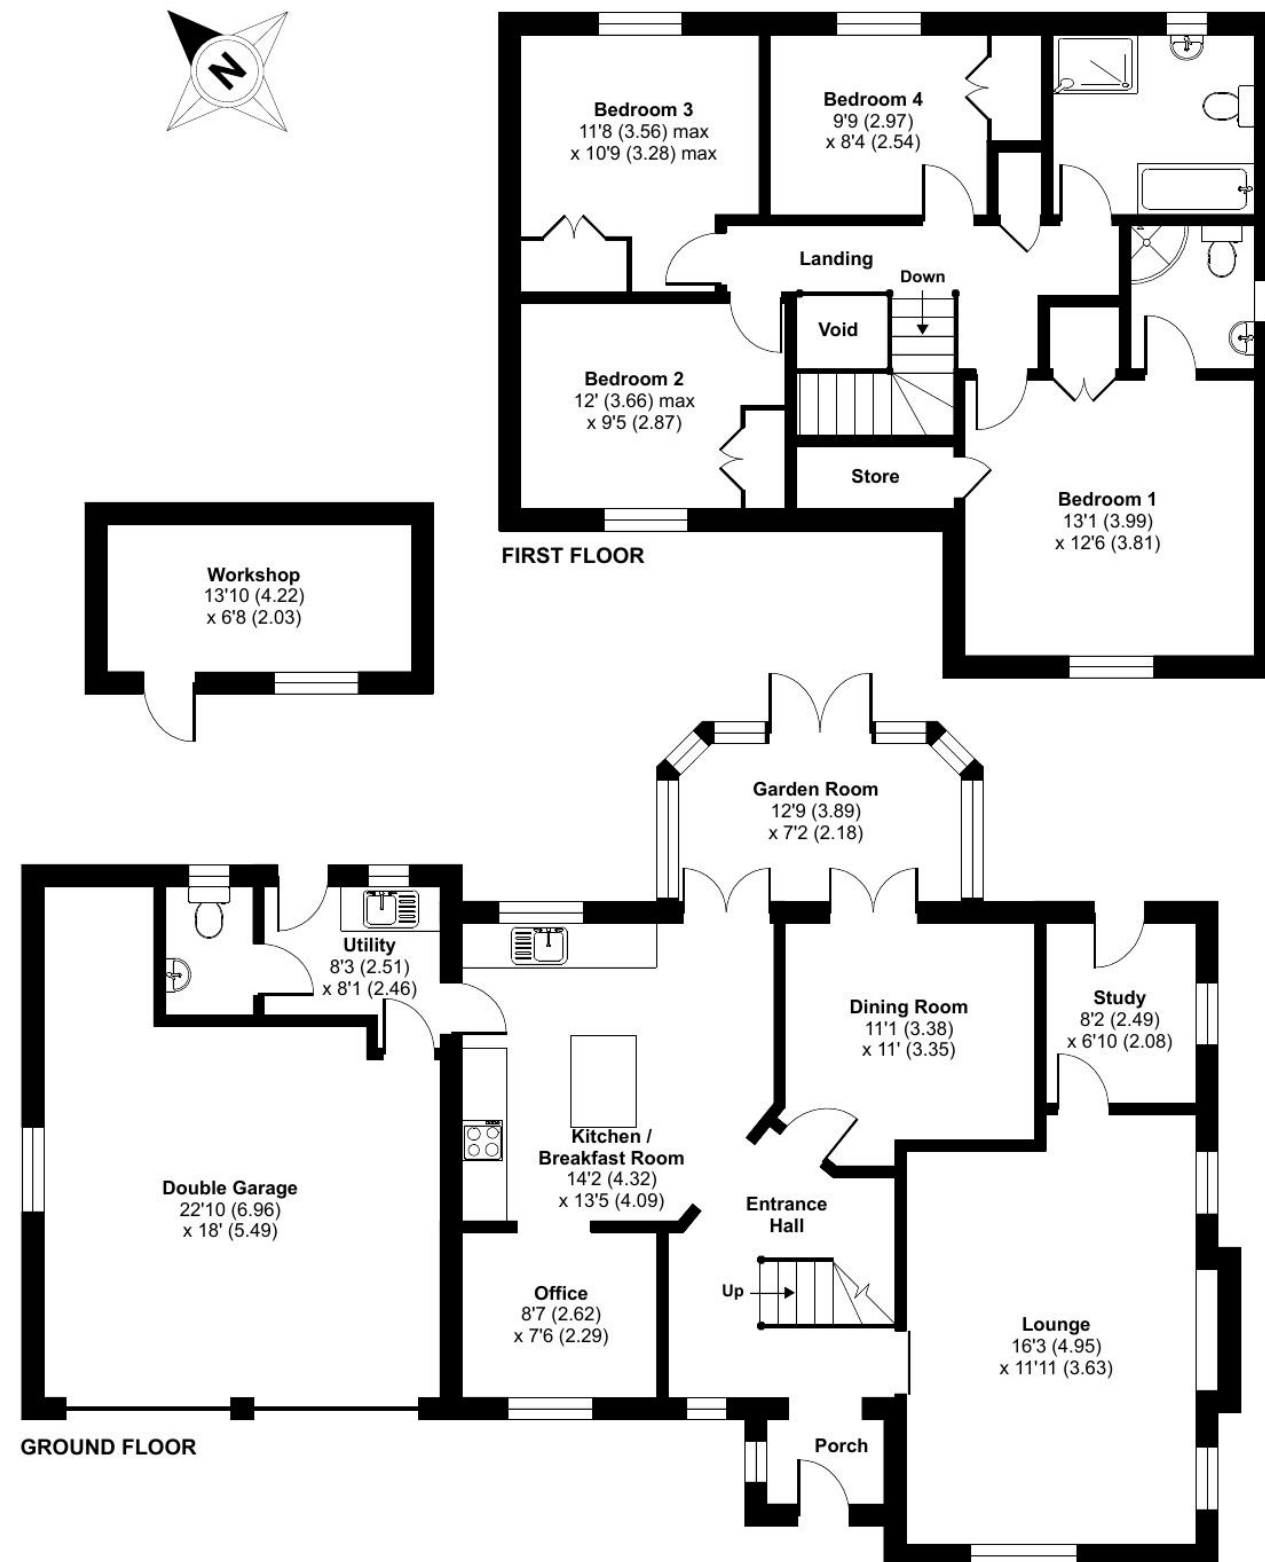 N
Bedroom 3
11'8 (3.56) max
x 10'9 (3.28) max
Bedroom 4
9'9 (2.97)
x 8'4 (2.54)
Landing
Down
Void
Bedroom 2
12' (3.66) max
x 9'5 (2.87)
Store
Bedroom 1
13'1 (3.99)
x 12'6 (3.81)
FIRST FLOOR
Workshop
13'10 (4.22)
x 6'8 (2.03)
Garden Room
12'9 (3.89)
x 7'2 (2.18)
Utility
8'3 (2.51)
x 8'1 (2.46)
Dining Room
11'1 (3.38)
x 11' (3.35)
Study
8'2 (2.49)
x 6'10 (2.08)
Kitchen /
Breakfast Room
14'2 (4.32)
x 13'5 (4.09)
Double Garage
22'10 (6.96)
x 18' (5.49)
Entrance
Hall
Up
Office
8'7 (2.62)
x 7'6 (2.29)
Lounge
16'3 (4.95)
x 11'11 (3.63)
Porch
GROUND FLOOR